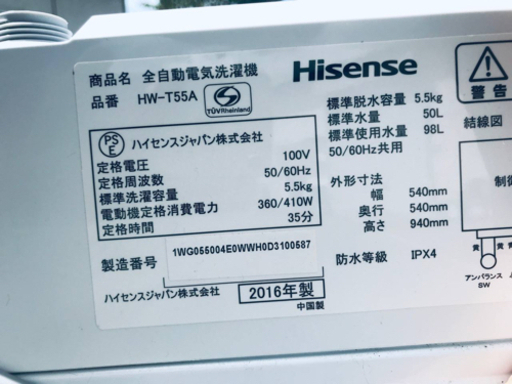 商品名 全自動電気洗濯機
品番 HW-T55A
TÜVRheinland
Hisense
警告
PSE
ハイセンスジャパン株式会社
定格電圧 100V
定格周波数 50/60Hz
標準洗濯容量 5.5kg
電動機定格消費電力 360/410W
定格時間 35分
製造番号 1WG055004E0WWH0D3100587
ハイセンスジャパン株式会社 2016年製
中国製
標準脱水容量 5.5kg
標準水量 50L
標準使用水量 98L
50/60Hz共用
外形寸法
幅 540mm
奥行 540mm
高さ 940mm
防水等級 IPX4
結線図
制御
黄 黄
アンバランス
SW